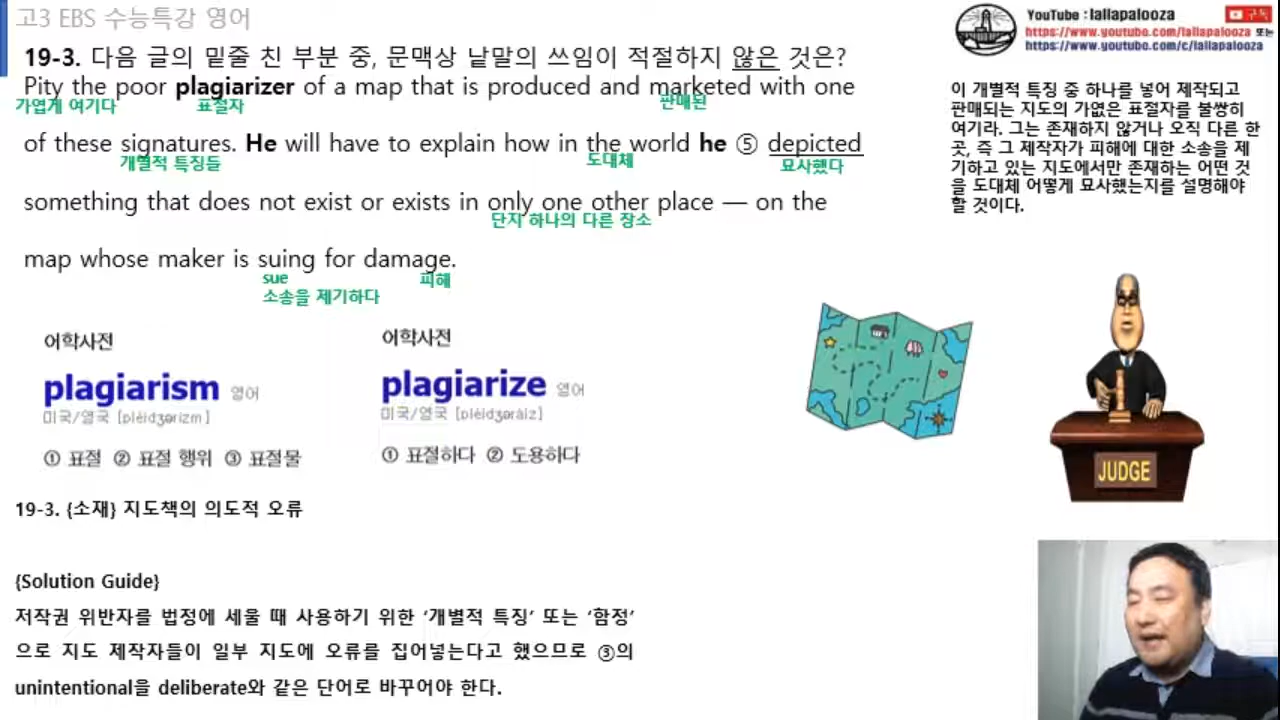 고3 EBS 수능특강 영어
YouTube : lallapalooza 구독
https://www.youtube.com/lallapalooza 또는
https://www.youtube.com/c/lallapalooza
19-3. 다음 글의 밑줄 친 부분 중, 문맥상 낱말의 쓰임이 적절하지 않은 것은?
Pity the poor plagiarizer of a map that is produced and marketed with one
가엽게 여기다 표절자 판매된
of these signatures. He will have to explain how in the world he ⑤ depicted
개별적 특징들 도대체 묘사했다
something that does not exist or exists in only one other place — on the
단지 하나의 다른 장소
map whose maker is suing for damage.
sue 피해
소송을 제기하다
이 개별적 특징 중 하나를 넣어 제작되고
판매되는 지도의 가엾은 표절자를 불쌍히
여기라. 그는 존재하지 않거나 오직 다른 한
곳, 즉 그 제작자가 피해에 대한 소송을 제
기하고 있는 지도에서만 존재하는 어떤 것
을 도대체 어떻게 묘사했는지를 설명해야
할 것이다.
어학사전
plagiarism 영어
미국/영국 [pléidʒərìzm]
① 표절 ② 표절 행위 ③ 표절물
어학사전
plagiarize 영어
미국/영국 [pléidʒəràiz]
① 표절하다 ② 도용하다
JUDGE
19-3. {소재} 지도책의 의도적 오류
{Solution Guide}
저작권 위반자를 법정에 세울 때 사용하기 위한 ‘개별적 특징’ 또는 ‘함정’
으로 지도 제작자들이 일부 지도에 오류를 집어넣는다고 했으므로 ③의
unintentional을 deliberate와 같은 단어로 바꾸어야 한다.